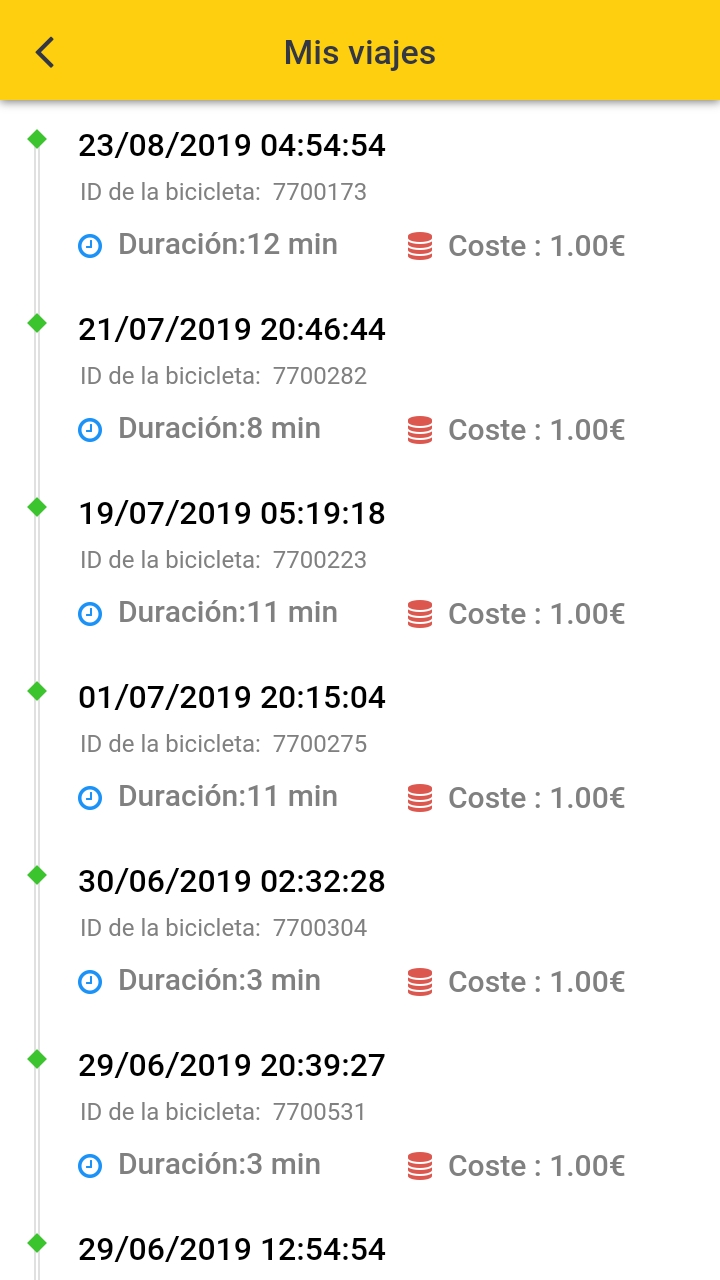 Mis viajes
23/08/2019 04:54:54
ID de la bicicleta: 7700173
Duración:12 min Coste : 1.00€
21/07/2019 20:46:44
ID de la bicicleta: 7700282
Duración:8 min Coste : 1.00€
19/07/2019 05:19:18
ID de la bicicleta: 7700223
Duración:11 min Coste : 1.00€
01/07/2019 20:15:04
ID de la bicicleta: 7700275
Duración:11 min Coste : 1.00€
30/06/2019 02:32:28
ID de la bicicleta: 7700304
Duración:3 min Coste : 1.00€
29/06/2019 20:39:27
ID de la bicicleta: 7700531
Duración:3 min Coste : 1.00€
29/06/2019 12:54:54